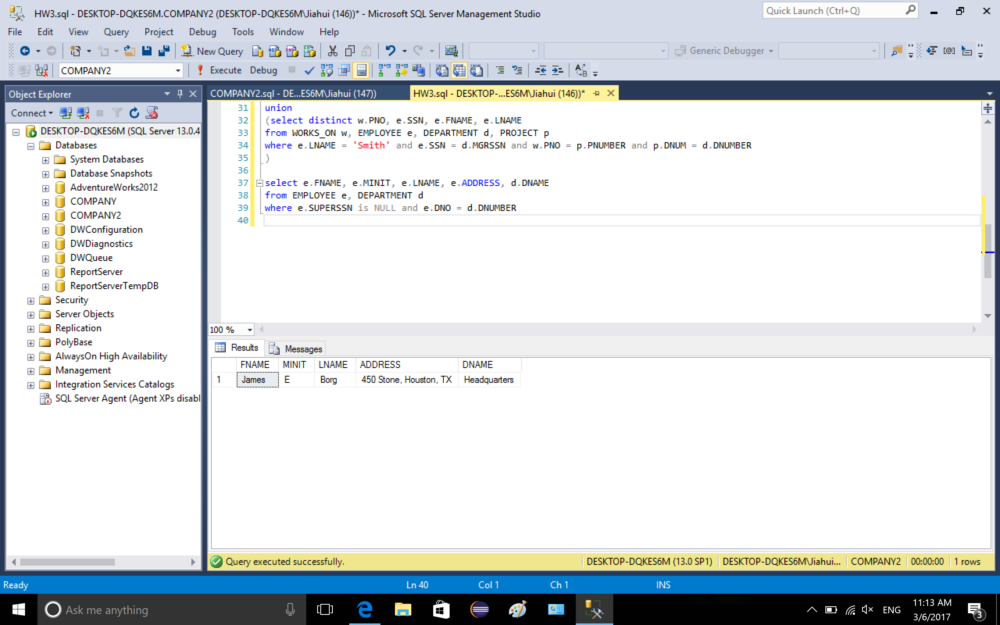 HW3.sql - DESKTOP-DQKES6M.COMPANY2 (DESKTOP-DQKES6M\Jiahui (146))* - Microsoft SQL Server Management Studio
Quick Launch (Ctrl+Q)
File Edit View Query Project Debug Tools Window Help
New Query
Generic Debugger
COMPANY2
Execute Debug
Object Explorer
Connect
DESKTOP-DQKES6M (SQL Server 13.0.4
Databases
System Databases
Database Snapshots
AdventureWorks2012
COMPANY
COMPANY2
DWConfiguration
DWDiagnostics
DWQueue
ReportServer
ReportServerTempDB
Security
Server Objects
Replication
PolyBase
AlwaysOn High Availability
Management
Integration Services Catalogs
SQL Server Agent (Agent XPs disabl
COMPANY2.sql - DE...ES6M\Jiahui (147))
HW3.sql - DESKTOP-...ES6M\Jiahui (146))*
31 union
32 (select distinct w.PNO, e.SSN, e.FNAME, e.LNAME
33 from WORKS_ON w, EMPLOYEE e, DEPARTMENT d, PROJECT p
34 where e.LNAME = 'Smith' and e.SSN = d.MGRSSN and w.PNO = p.PNUMBER and p.DNUM = d.DNUMBER
35 )
36
37 select e.FNAME, e.MINIT, e.LNAME, e.ADDRESS, d.DNAME
38 from EMPLOYEE e, DEPARTMENT d
39 where e.SUPERSSN is NULL and e.DNO = d.DNUMBER
40
100 %
Results Messages
FNAME MINIT LNAME ADDRESS DNAME
1 James E Borg 450 Stone, Houston, TX Headquarters
Query executed successfully.
DESKTOP-DQKES6M (13.0 SP1) DESKTOP-DQKES6M\Jiahui... COMPANY2 00:00:00 1 rows
Ready Ln 40 Col 1 Ch 1 INS
Ask me anything
ENG
11:13 AM
3/6/2017
3